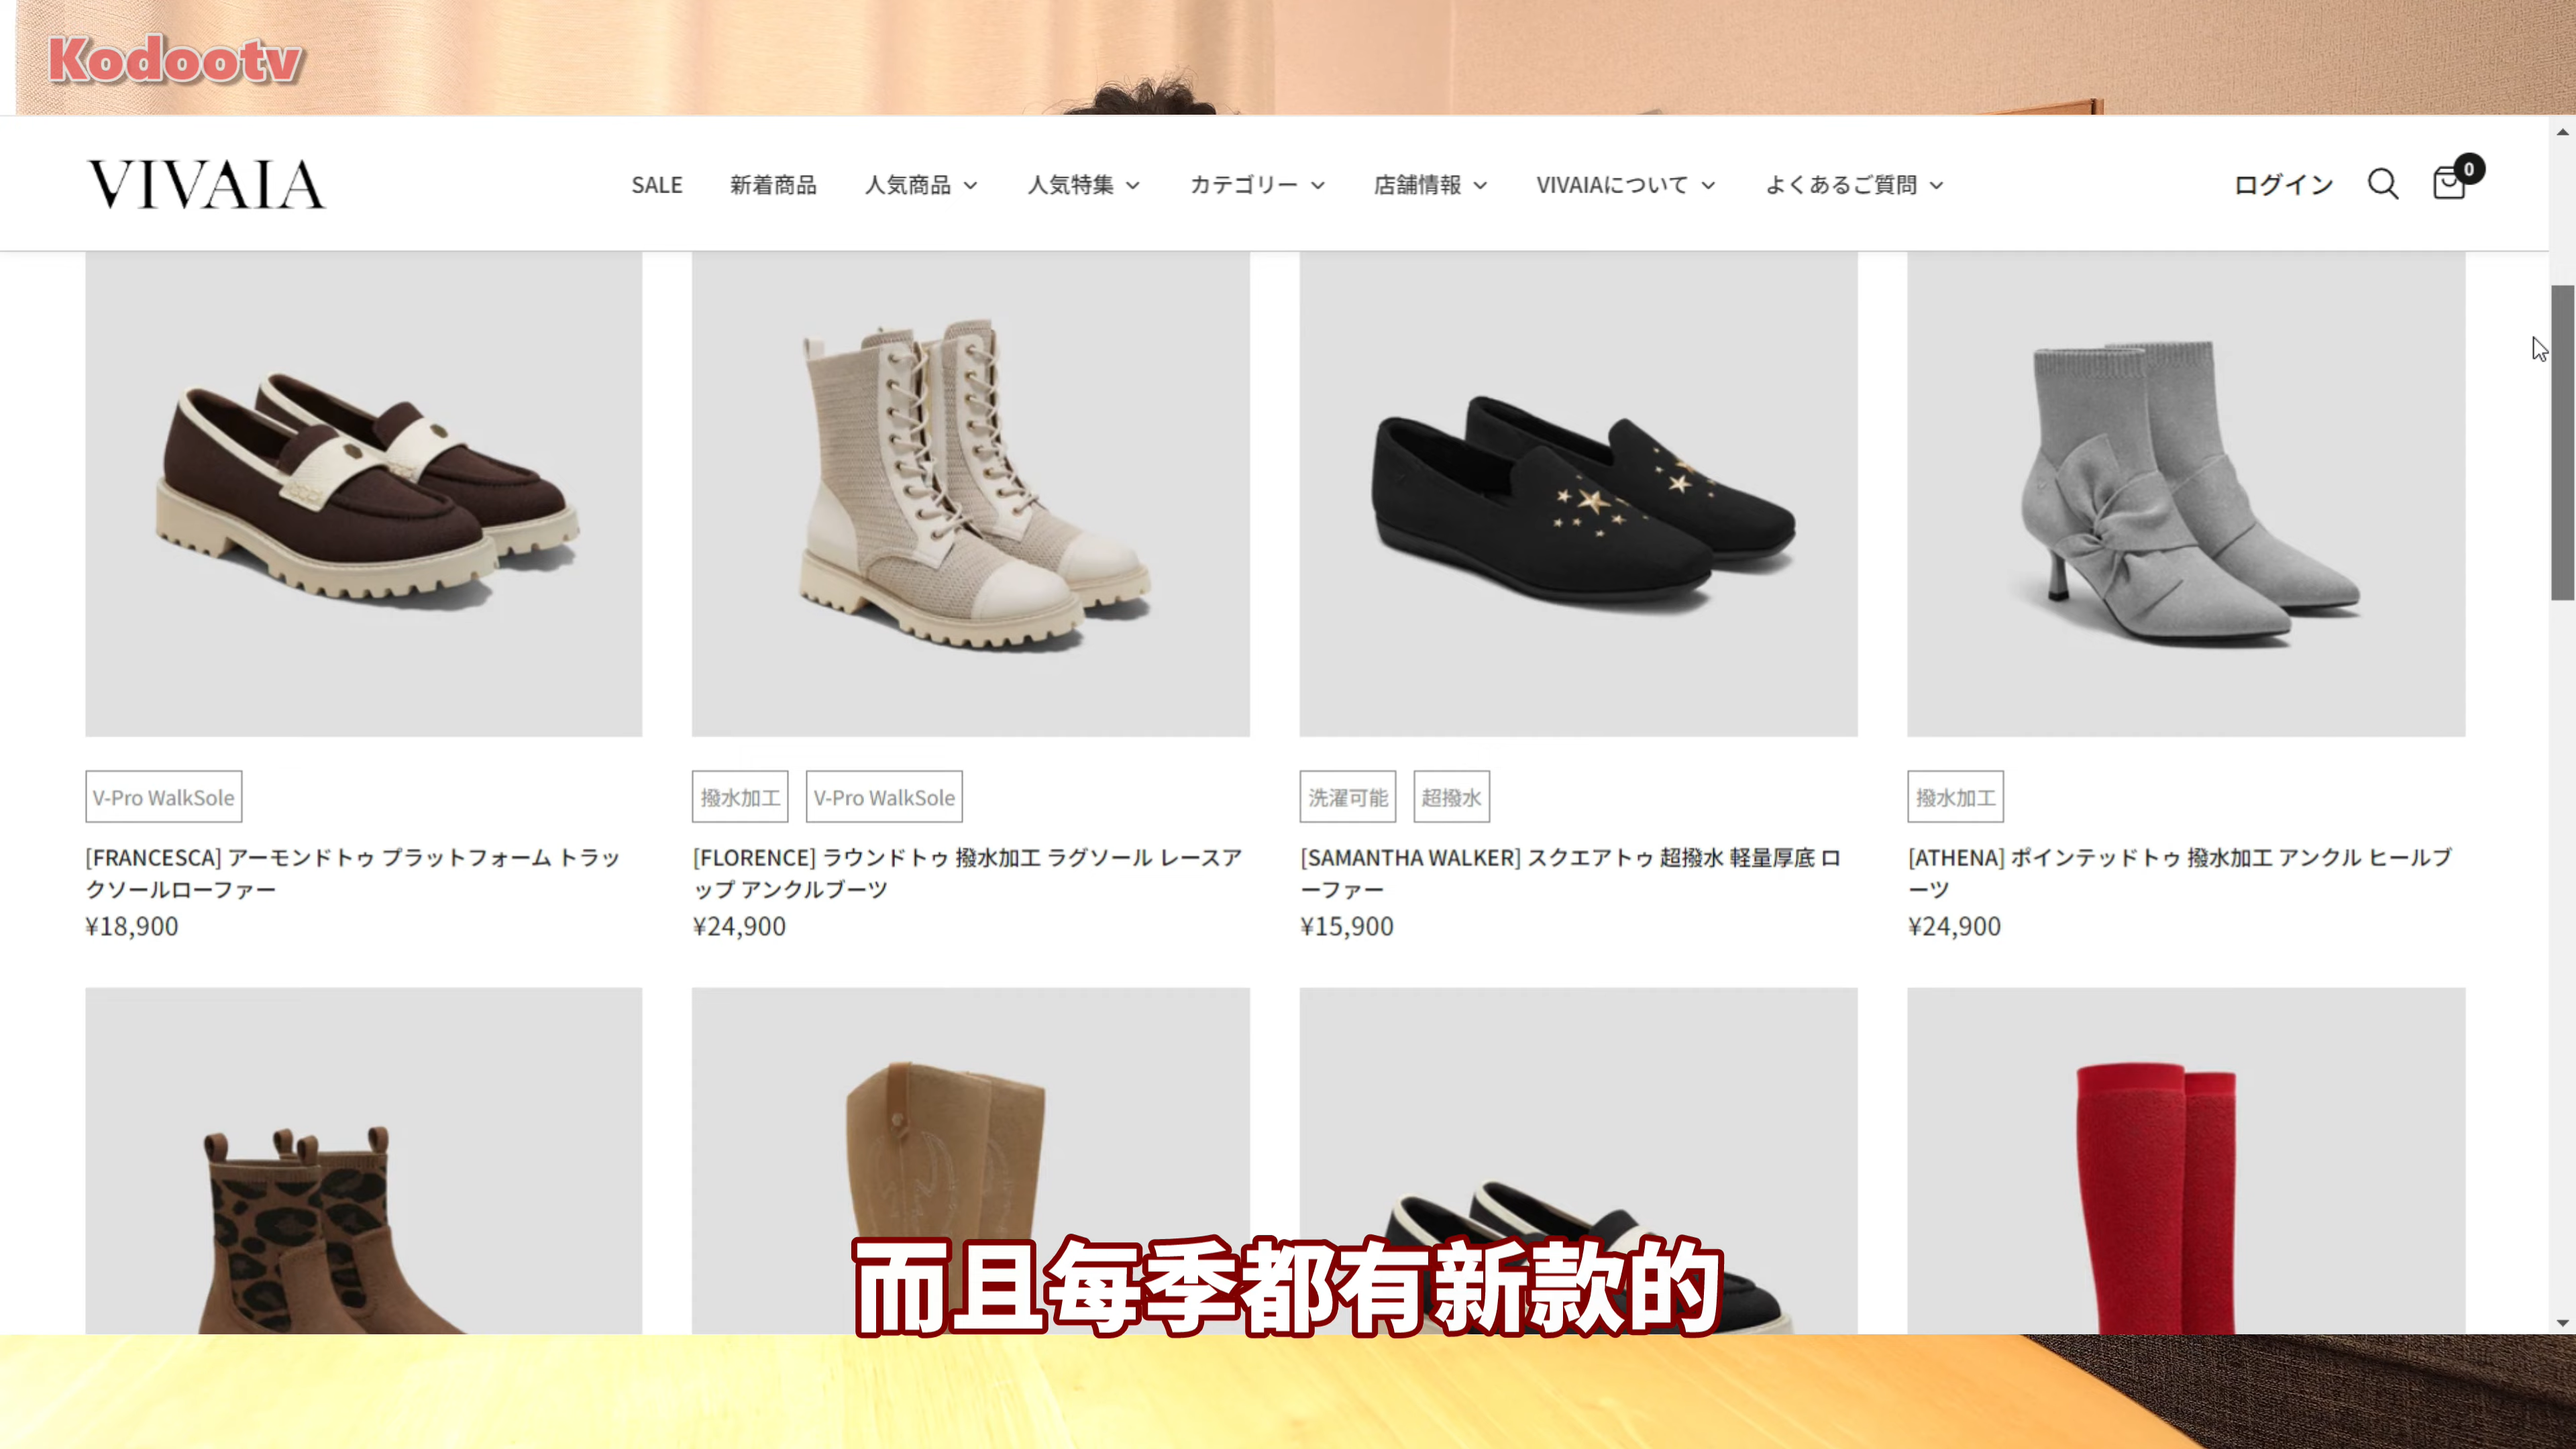 Kodootv
VIVAIA
SALE
新着商品
人気商品
人気特集
カテゴリー
店舗情報
VIVAIAについて
よくあるご質問
ログイン
0
V-Pro WalkSole
[FRANCESCA] アーモンドトゥ プラットフォーム トラッ
クソールローファー
¥18,900
撥水加工
V-Pro WalkSole
[FLORENCE] ラウンドトゥ 撥水加工 ラグソール レースア
ップ アンクルブーツ
¥24,900
洗濯可能
超撥水
[SAMANTHA WALKER] スクエアトゥ 超撥水 軽量厚底 ロ
ーファー
¥15,900
撥水加工
[ATHENA] ポインテッドトゥ 撥水加工 アンクル ヒールブ
ーツ
¥24,900
而且每季都有新款的